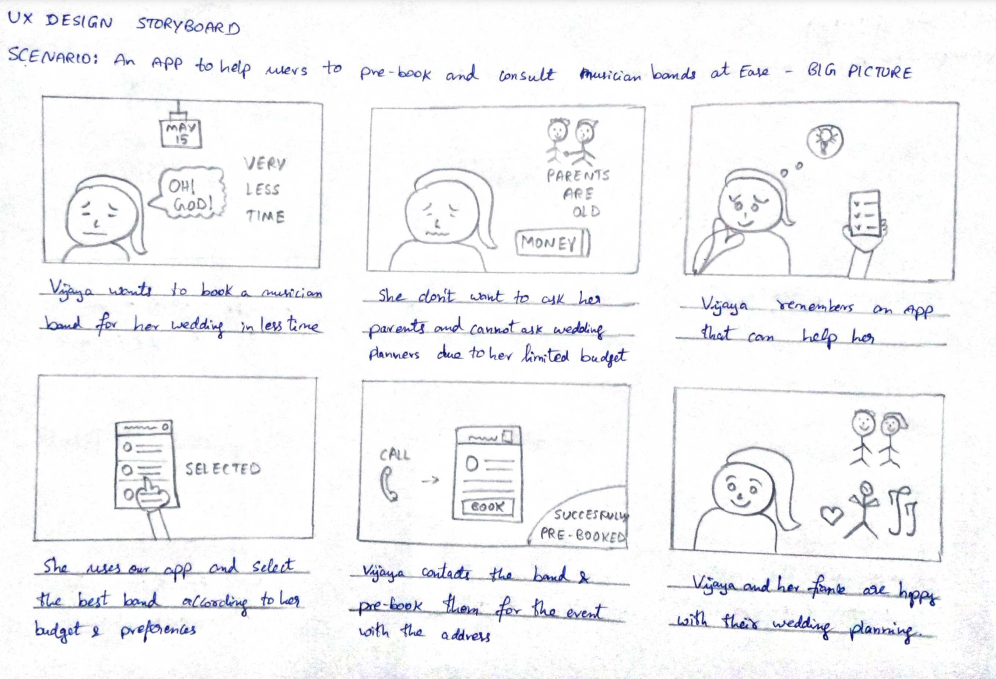 UX DESIGN STORYBOARD
SCENARIO: An APP to help users to pre-book and consult musician bands at Ease - BIG PICTURE
MAY
15
OH!
GOD!
VERY
LESS
TIME
Vijaya wants to book a musician
band for her wedding in less time
PARENTS
ARE
OLD
MONEY
She don't want to ask her
parents and cannot ask wedding
planners due to her limited budget
Vijaya remembers an APP
that can help her
SELECTED
She uses our app and select
the best band according to her
budget & preferences
CALL
BOOK
SUCCESFULLY
PRE-BOOKED
Vijaya contacts the band &
pre-book them for the event
with the address
Vijaya and her fiance are happy
with their wedding planning.